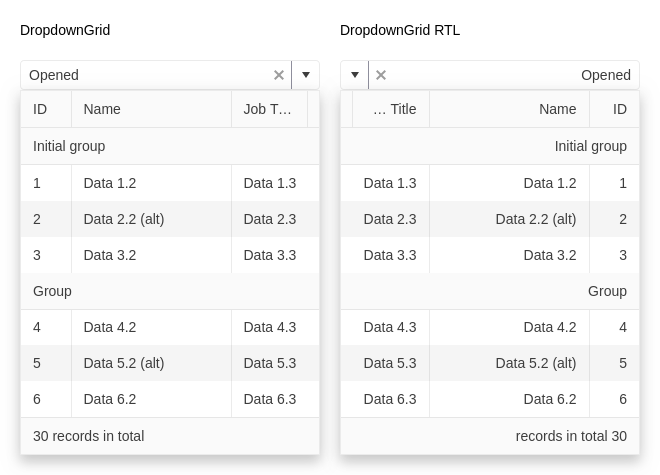 DropdownGrid
Opened
ID Name Job T…
Initial group
1 Data 1.2 Data 1.3
2 Data 2.2 (alt) Data 2.3
3 Data 3.2 Data 3.3
Group
4 Data 4.2 Data 4.3
5 Data 5.2 (alt) Data 5.3
6 Data 6.2 Data 6.3
30 records in total
DropdownGrid RTL
Opened
… Title Name ID
Initial group
Data 1.3 Data 1.2 1
Data 2.3 Data 2.2 (alt) 2
Data 3.3 Data 3.2 3
Group
Data 4.3 Data 4.2 4
Data 5.3 Data 5.2 (alt) 5
Data 6.3 Data 6.2 6
records in total 30